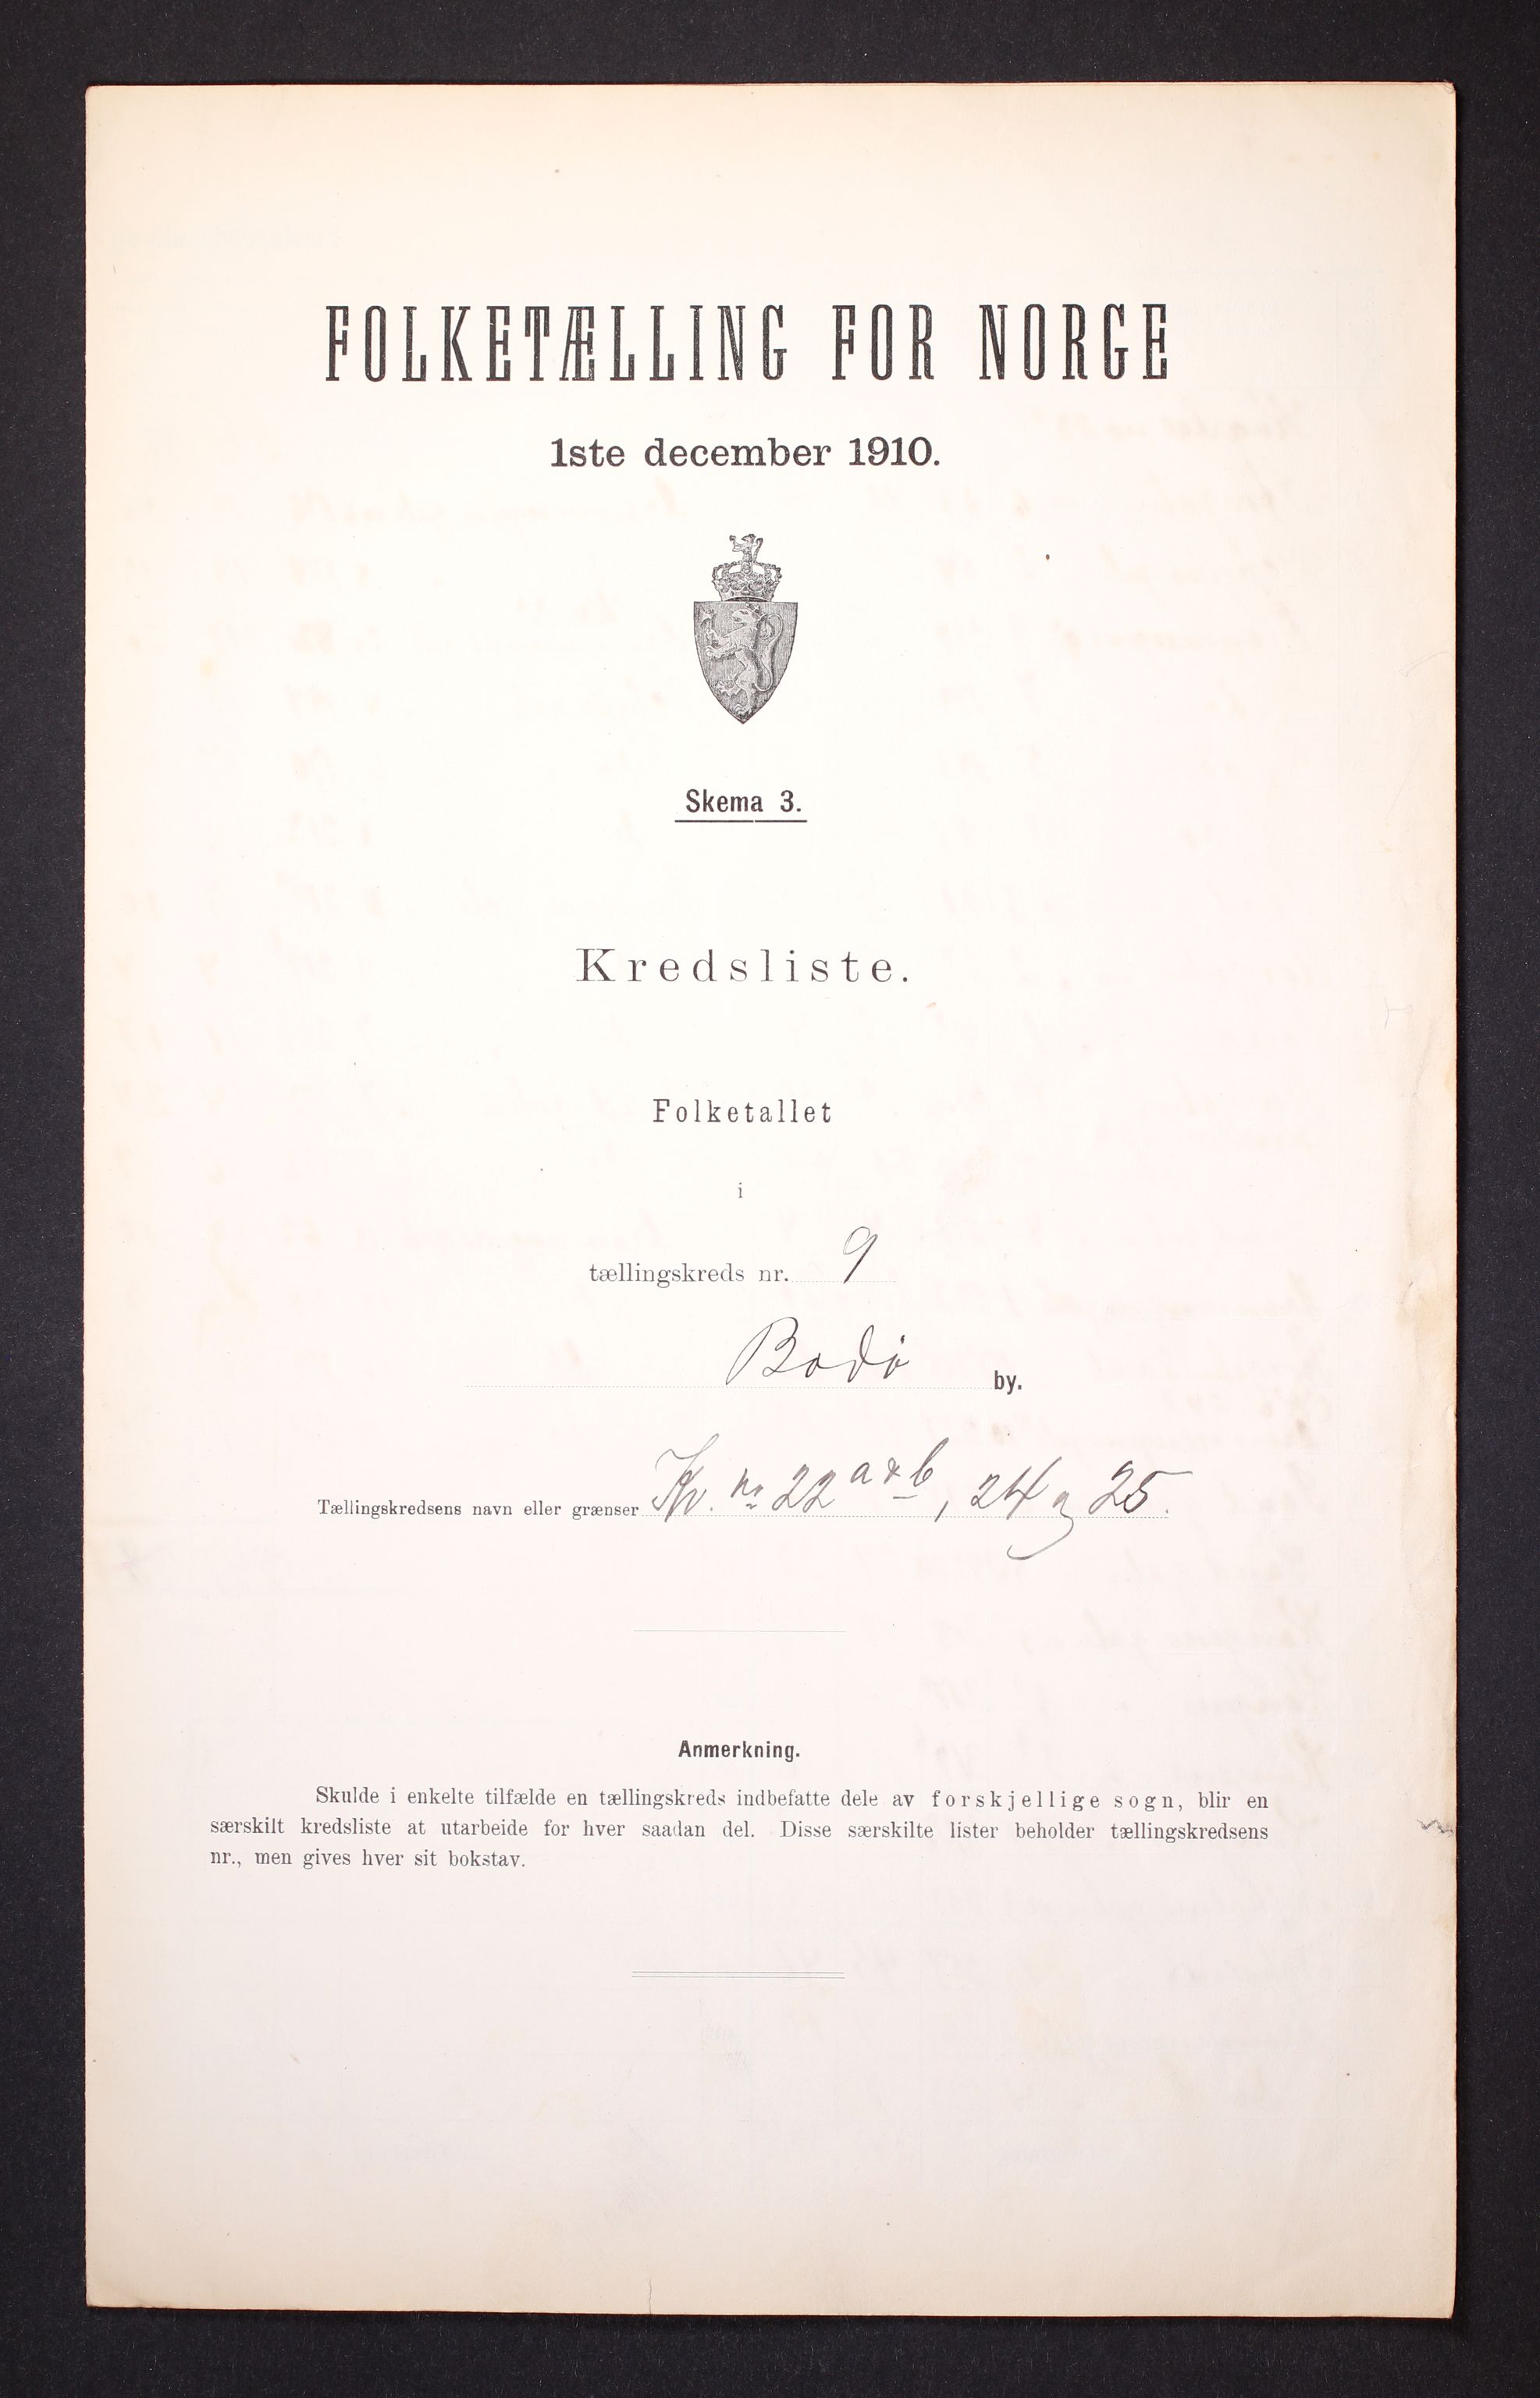 FOLKETÆLLING FOR NORGE
1ste december 1910.
Skema 3.
Kredsliste.
Folketallet
i
tællingskreds nr. 9
Bodø by.
Tællingskredsens navn eller grænser Kv. no 22 a & b, 24 og 25.
Anmerkning.
Skulde i enkelte tilfælde en tællingskreds indbefatte dele av forskjellige sogn, blir en
særskilt kredsliste at utarbeide for hver saadan del. Disse særskilte lister beholder tællingskredsens
nr., men gives hver sit bokstav.